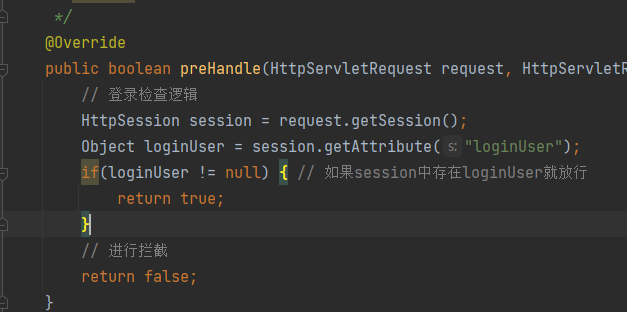 */
@Override
public boolean preHandle(HttpServletRequest request, HttpServletR
// 登录检查逻辑
HttpSession session = request.getSession();
Object loginUser = session.getAttribute( s: "loginUser");
if(loginUser != null) { // 如果session中存在loginUser就放行
return true;
}
// 进行拦截
return false;
}